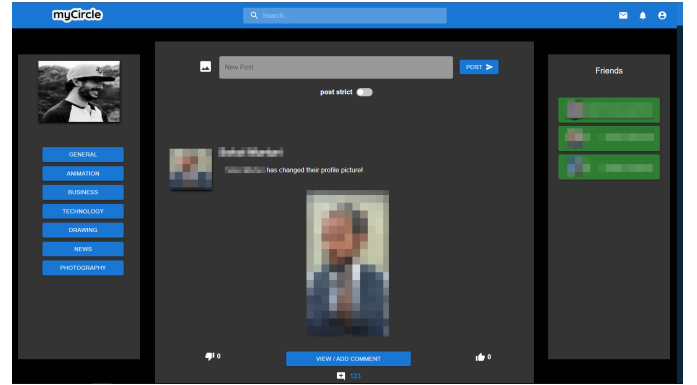 myCircle
Search...
New Post
POST
post strict
Friends
GENERAL
ANIMATION
BUSINESS
TECHNOLOGY
DRAWING
NEWS
PHOTOGRAPHY
has changed their profile picture!
0
VIEW / ADD COMMENT
0
123